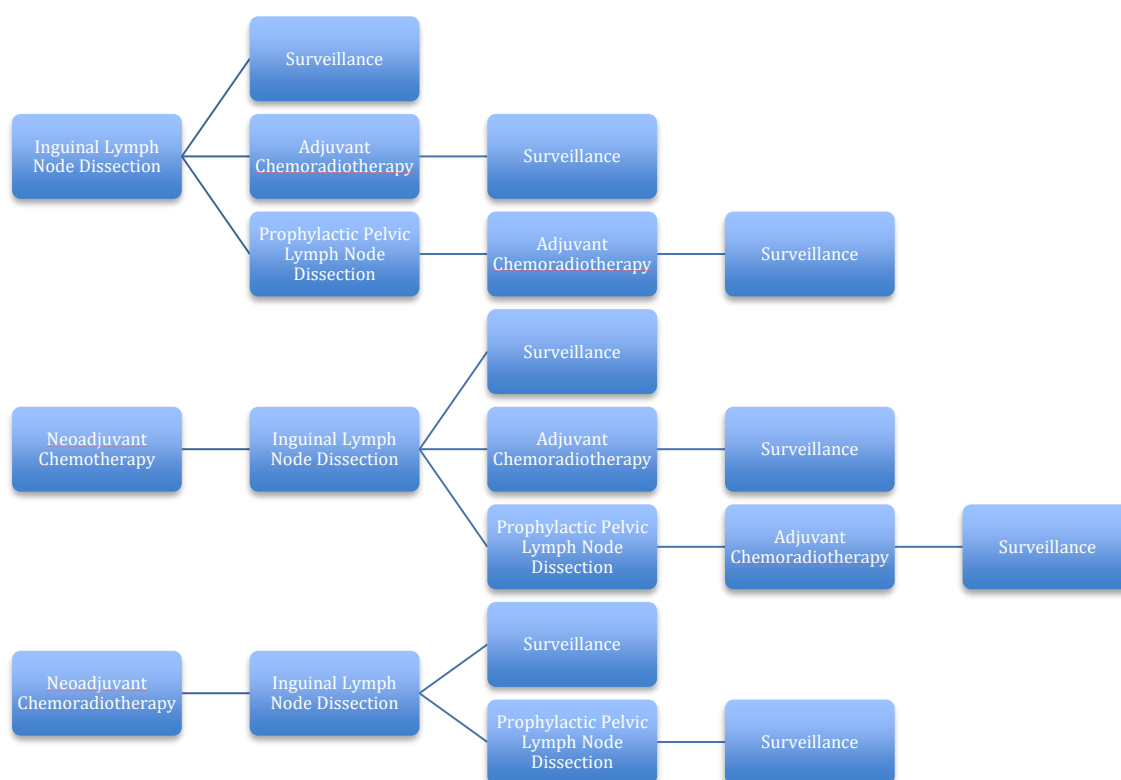 Surveillance
Inguinal Lymph
Node Dissection
Adjuvant
Chemoradiotherapy
Surveillance
Prophylactic Pelvic
Lymph Node
Dissection
Adjuvant
Chemoradiotherapy
Surveillance
Surveillance
Neoadjuvant
Chemotherapy
Inguinal Lymph
Node Dissection
Adjuvant
Chemoradiotherapy
Surveillance
Prophylactic Pelvic
Lymph Node
Dissection
Adjuvant
Chemoradiotherapy
Surveillance
Surveillance
Neoadjuvant
Chemoradiotherapy
Inguinal Lymph
Node Dissection
Prophylactic Pelvic
Lymph Node
Dissection
Surveillance